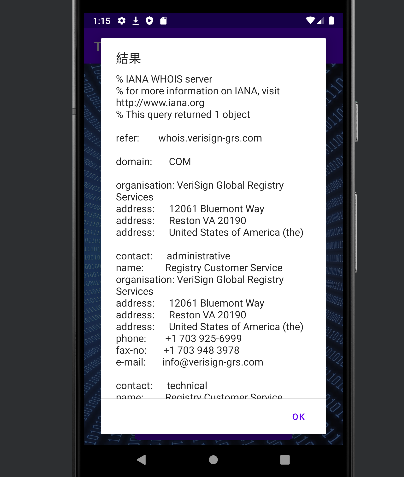 1:15
T
結果
% IANA WHOIS server
% for more information on IANA, visit
http://www.iana.org
% This query returned 1 object
refer: whois.verisign-grs.com
domain: COM
organisation: VeriSign Global Registry
Services
address: 12061 Bluemont Way
address: Reston VA 20190
address: United States of America (the)
contact: administrative
name: Registry Customer Service
organisation: VeriSign Global Registry
Services
address: 12061 Bluemont Way
address: Reston VA 20190
address: United States of America (the)
phone: +1 703 925-6999
fax-no: +1 703 948 3978
e-mail: info@verisign-grs.com
contact: technical
name: Registry Customer Service
OK